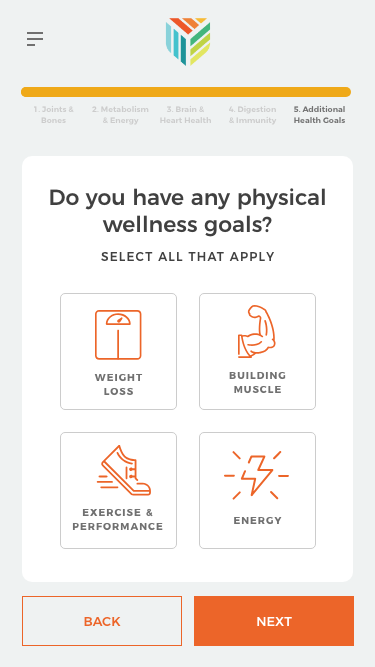 1. Joints & Bones
2. Metabolism & Energy
3. Brain & Heart Health
4. Digestion & Immunity
5. Additional Health Goals
Do you have any physical
wellness goals?
SELECT ALL THAT APPLY
WEIGHT
LOSS
BUILDING
MUSCLE
EXERCISE &
PERFORMANCE
ENERGY
BACK
NEXT